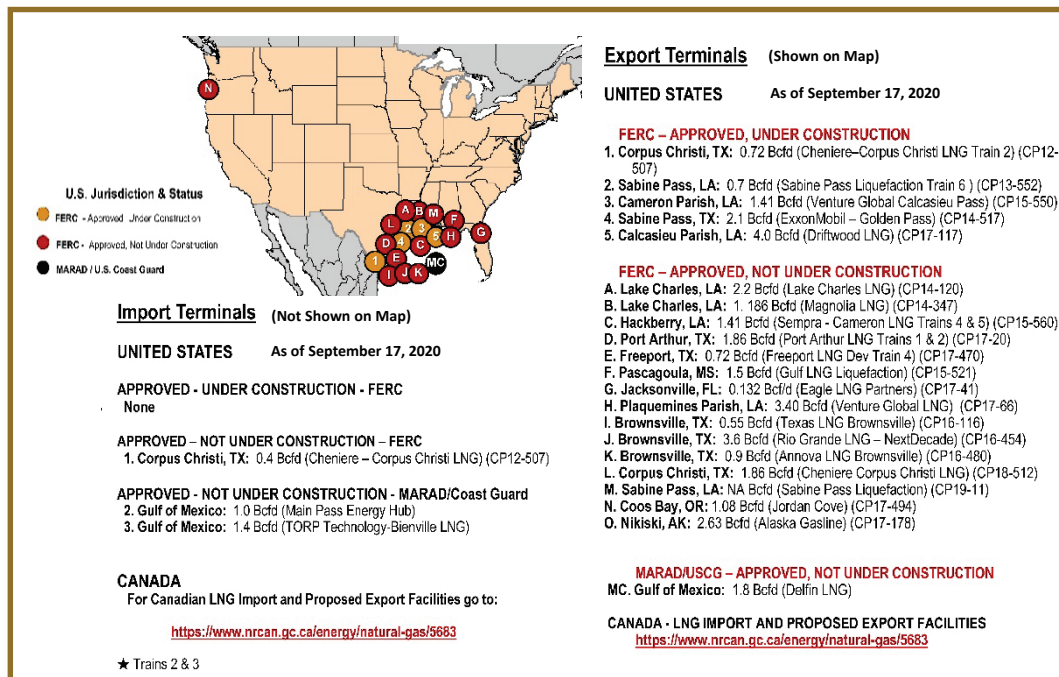 N
A
B
M
L
F
2
3
5
H
G
D
4
C
E
1
MC
I
J
K
U.S. Jurisdiction & Status
FERC - Approved Under Construction
FERC - Approved, Not Under Construction
MARAD / U.S. Coast Guard
Import Terminals (Not Shown on Map)
UNITED STATES As of September 17, 2020
APPROVED - UNDER CONSTRUCTION - FERC
None
APPROVED – NOT UNDER CONSTRUCTION – FERC
1. Corpus Christi, TX: 0.4 Bcfd (Cheniere – Corpus Christi LNG) (CP12-507)
APPROVED - NOT UNDER CONSTRUCTION - MARAD/Coast Guard
2. Gulf of Mexico: 1.0 Bcfd (Main Pass Energy Hub)
3. Gulf of Mexico: 1.4 Bcfd (TORP Technology-Bienville LNG)
CANADA
For Canadian LNG Import and Proposed Export Facilities go to:
https://www.nrcan.gc.ca/energy/natural-gas/5683
★ Trains 2 & 3
Export Terminals (Shown on Map)
UNITED STATES As of September 17, 2020
FERC – APPROVED, UNDER CONSTRUCTION
1. Corpus Christi, TX: 0.72 Bcfd (Cheniere–Corpus Christi LNG Train 2) (CP12-
507)
2. Sabine Pass, LA: 0.7 Bcfd (Sabine Pass Liquefaction Train 6 ) (CP13-552)
3. Cameron Parish, LA: 1.41 Bcfd (Venture Global Calcasieu Pass) (CP15-550)
4. Sabine Pass, TX: 2.1 Bcfd (ExxonMobil – Golden Pass) (CP14-517)
5. Calcasieu Parish, LA: 4.0 Bcfd (Driftwood LNG) (CP17-117)
FERC – APPROVED, NOT UNDER CONSTRUCTION
A. Lake Charles, LA: 2.2 Bcfd (Lake Charles LNG) (CP14-120)
B. Lake Charles, LA: 1. 186 Bcfd (Magnolia LNG) (CP14-347)
C. Hackberry, LA: 1.41 Bcfd (Sempra - Cameron LNG Trains 4 & 5) (CP15-560)
D. Port Arthur, TX: 1.86 Bcfd (Port Arthur LNG Trains 1 & 2) (CP17-20)
E. Freeport, TX: 0.72 Bcfd (Freeport LNG Dev Train 4) (CP17-470)
F. Pascagoula, MS: 1.5 Bcfd (Gulf LNG Liquefaction) (CP15-521)
G. Jacksonville, FL: 0.132 Bcf/d (Eagle LNG Partners) (CP17-41)
H. Plaquemines Parish, LA: 3.40 Bcfd (Venture Global LNG) (CP17-66)
I. Brownsville, TX: 0.55 Bcfd (Texas LNG Brownsville) (CP16-116)
J. Brownsville, TX: 3.6 Bcfd (Rio Grande LNG – NextDecade) (CP16-454)
K. Brownsville, TX: 0.9 Bcfd (Annova LNG Brownsville) (CP16-480)
L. Corpus Christi, TX: 1.86 Bcfd (Cheniere Corpus Christi LNG) (CP18-512)
M. Sabine Pass, LA: NA Bcfd (Sabine Pass Liquefaction) (CP19-11)
N. Coos Bay, OR: 1.08 Bcfd (Jordan Cove) (CP17-494)
O. Nikiski, AK: 2.63 Bcfd (Alaska Gasline) (CP17-178)
MARAD/USCG – APPROVED, NOT UNDER CONSTRUCTION
MC. Gulf of Mexico: 1.8 Bcfd (Delfin LNG)
CANADA - LNG IMPORT AND PROPOSED EXPORT FACILITIES
https://www.nrcan.gc.ca/energy/natural-gas/5683